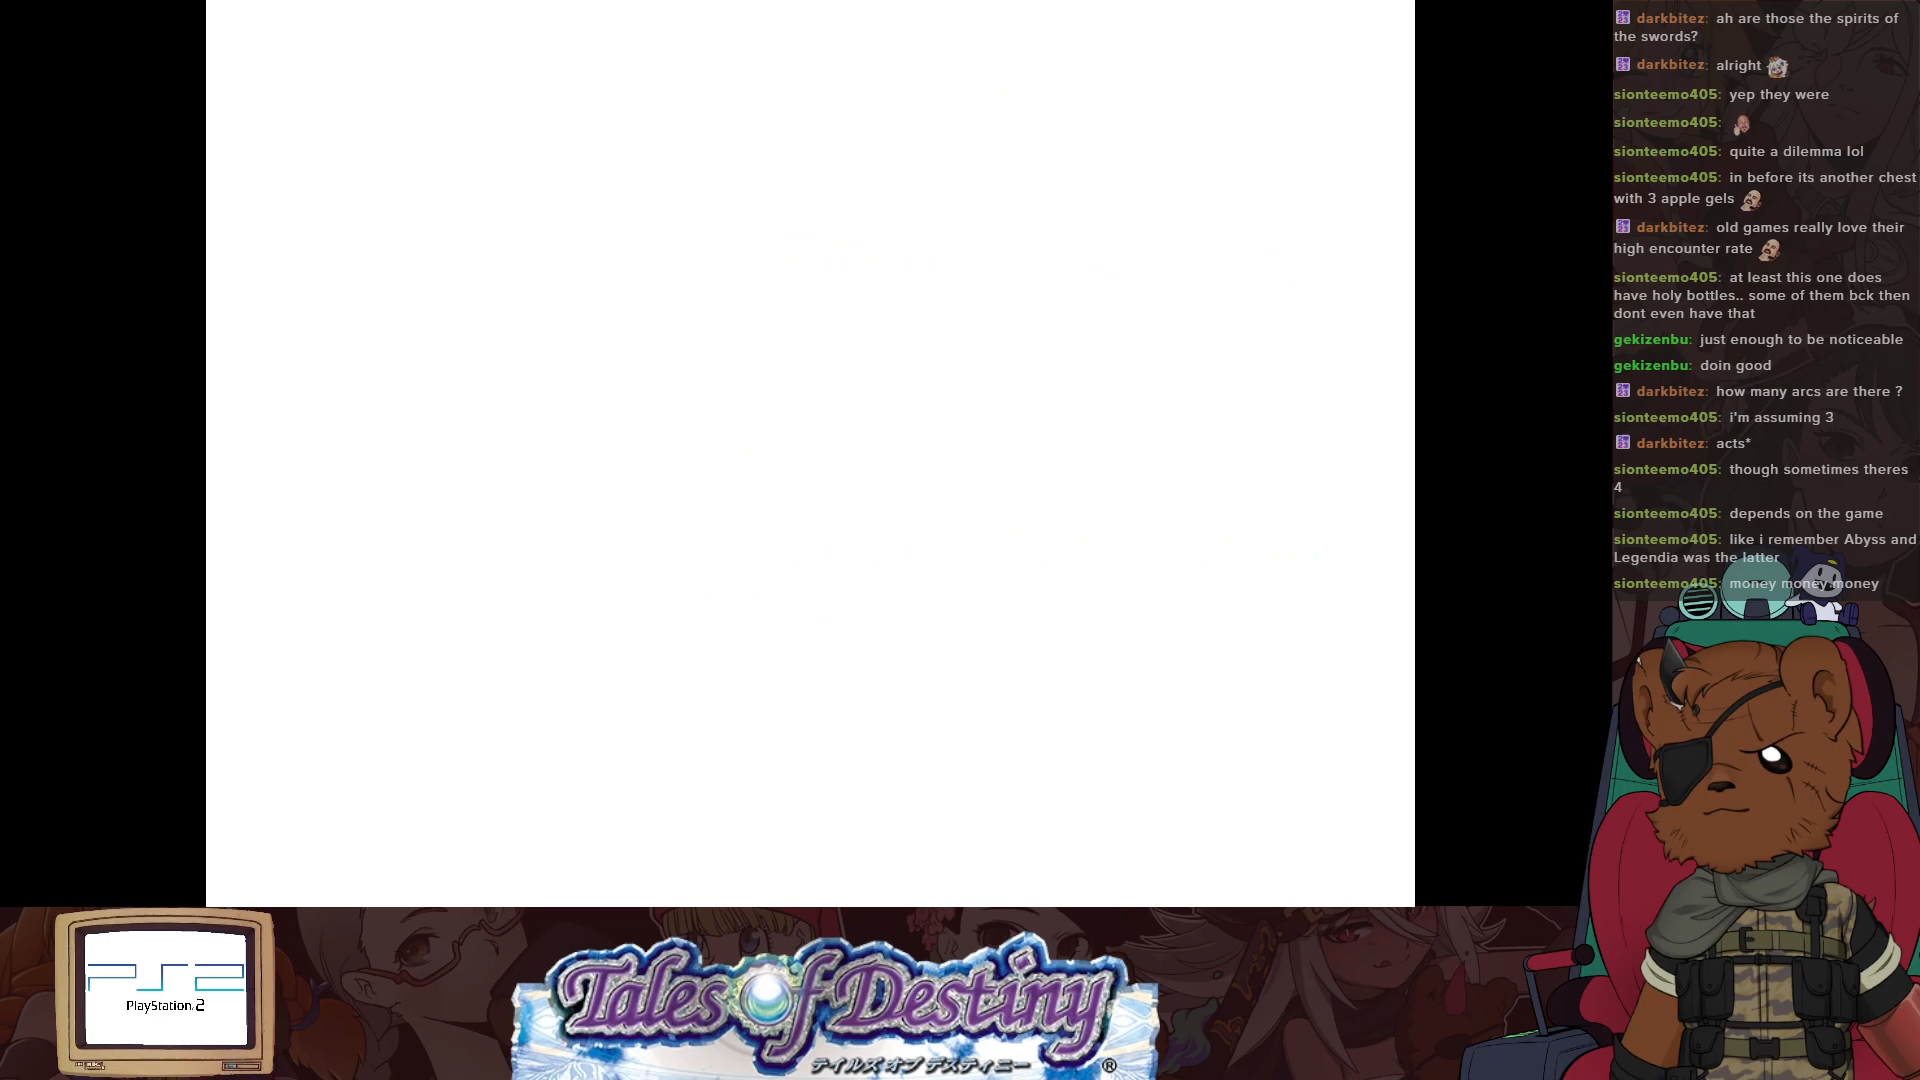 darkbitez: ah are those the spirits of
the swords?
darkbitez: alright
sionteemo405: yep they were
sionteemo405:
sionteemo405: quite a dilemma lol
sionteemo405: in before its another chest
with 3 apple gels
darkbitez: old games really love their
high encounter rate
sionteemo405: at least this one does
have holy bottles.. some of them bck then
dont even have that
gekizenbu: just enough to be noticeable
gekizenbu: doin good
darkbitez: how many arcs are there ?
sionteemo405: i'm assuming 3
darkbitez: acts*
sionteemo405: though sometimes theres
4
sionteemo405: depends on the game
sionteemo405: like i remember Abyss and
Legendia was the latter
sionteemo405: money money money
PS2
PlayStation 2
Tales of Destiny
テイルズ オブ デスティニー ®